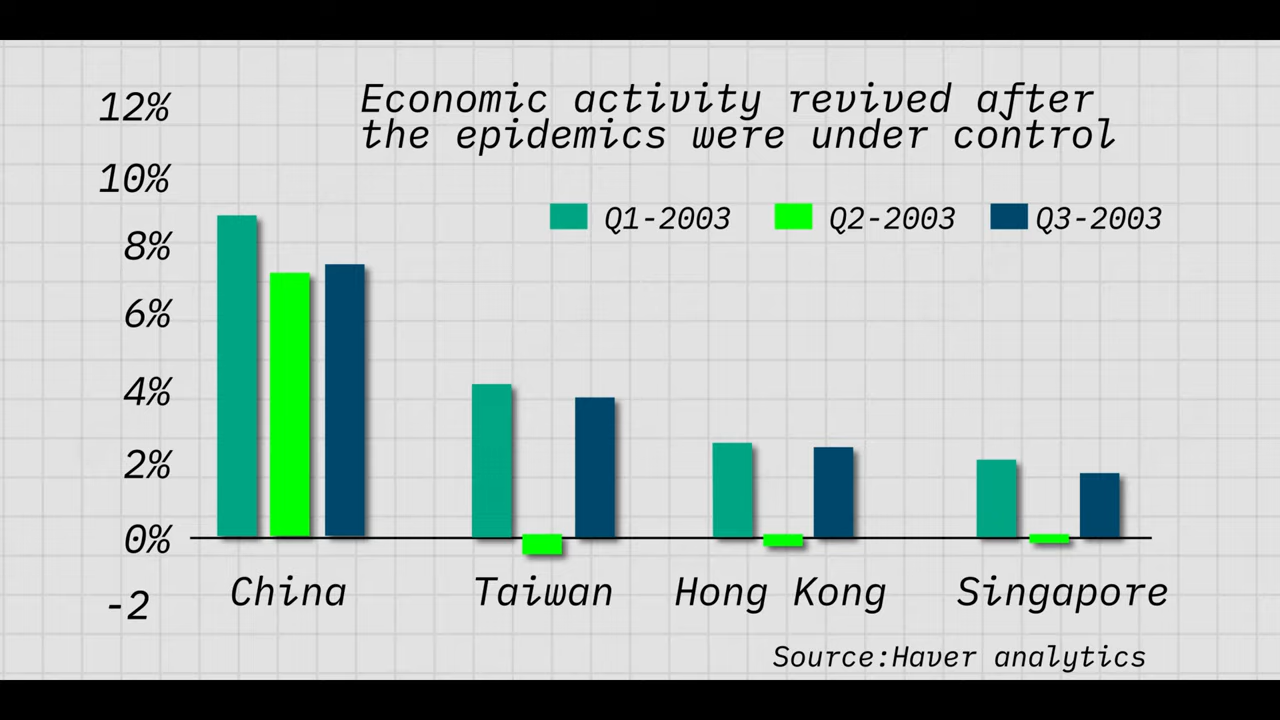 Economic activity revived after
the epidemics were under control
Q1-2003 Q2-2003 Q3-2003
12%
10%
8%
6%
4%
2%
0%
-2
China Taiwan Hong Kong Singapore
Source:Haver analytics